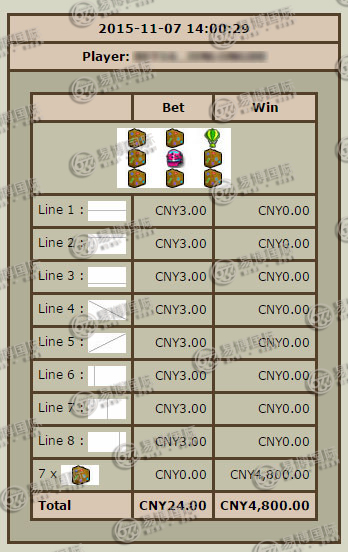 2015-11-07 14:00:29
Player:
Bet Win
Line 1 : CNY3.00 CNY0.00
Line 2 : CNY3.00 CNY0.00
Line 3 : CNY3.00 CNY0.00
Line 4 : CNY3.00 CNY0.00
Line 5 : CNY3.00 CNY0.00
Line 6 : CNY3.00 CNY0.00
Line 7 : CNY3.00 CNY0.00
Line 8 : CNY3.00 CNY0.00
7 x CNY0.00 CNY4,800.00
Total CNY24.00 CNY4,800.00